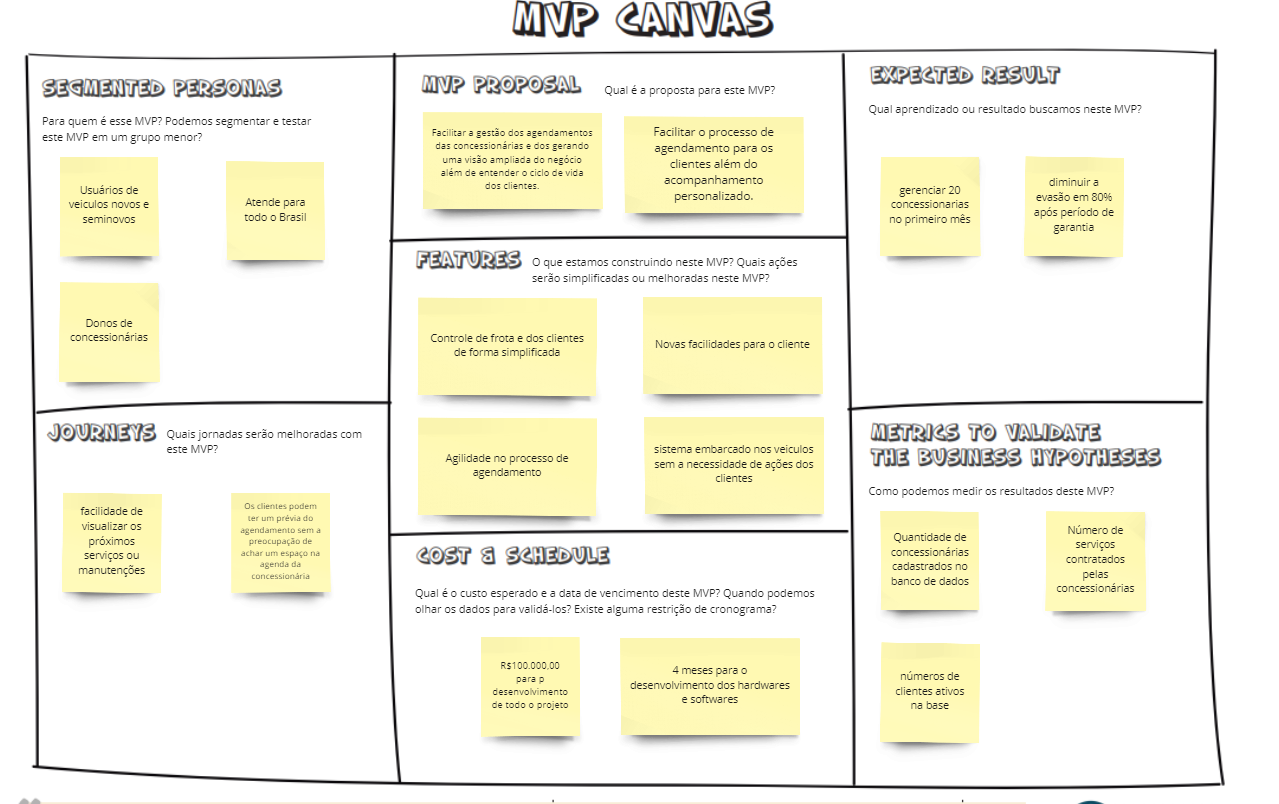 MVP CANVAS
SEGMENTED PERSONAS
Para quem é esse MVP? Podemos segmentar e testar
este MVP em um grupo menor?
Usuários de
veiculos novos e
seminovos
Atende para
todo o Brasil
Donos de
concessionárias
JOURNEYS
Quais jornadas serão melhoradas com
este MVP?
facilidade de
visualizar os
próximos
serviços ou
manutenções
Os clientes podem
ter um prévia do
agendamento sem a
preocupação de
achar um espaço na
agenda da
concessionária
MVP PROPOSAL
Qual é a proposta para este MVP?
Facilitar a gestão dos agendamentos
das concessionárias e dos gerando
uma visão ampliada do negócio
além de entender o ciclo de vida
dos clientes.
Facilitar o processo de
agendamento para os
clientes além do
acompanhamento
personalizado.
FEATURES
O que estamos construindo neste MVP? Quais ações
serão simplificadas ou melhoradas neste MVP?
Controle de frota e dos clientes
de forma simplificada
Novas facilidades para o cliente
Agilidade no processo de
agendamento
sistema embarcado nos veiculos
sem a necessidade de ações dos
clientes
COST & SCHEDULE
Qual é o custo esperado e a data de vencimento deste MVP? Quando podemos
olhar os dados para validá-los? Existe alguma restrição de cronograma?
R$100.000,00
para p
desenvolvimento
de todo o projeto
4 meses para o
desenvolvimento dos hardwares
e softwares
EXPECTED RESULT
Qual aprendizado ou resultado buscamos neste MVP?
gerenciar 20
concessionarias
no primeiro mês
diminuir a
evasão em 80%
após período de
garantia
METRICS TO VALIDATE
THE BUSINESS HYPOTHESES
Como podemos medir os resultados deste MVP?
Quantidade de
concessionárias
cadastrados no
banco de dados
Número de
serviços
contratados
pelas
concessionárias
números de
clientes ativos
na base